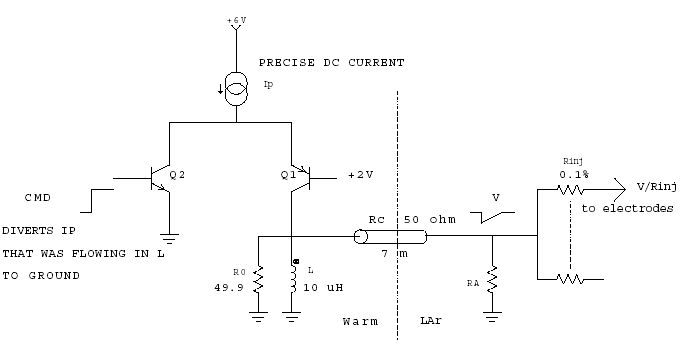 +6V
PRECISE DC CURRENT
Ip
Q2
Q1
+2V
CMD
DIVERTS IP
THAT WAS FLOWING IN L
TO GROUND
Rc 50 ohm
7 m
V
Rinj
0.1%
V/Rinj
to electrodes
R0
49.9
L
10 uH
RA
Warm
LAr